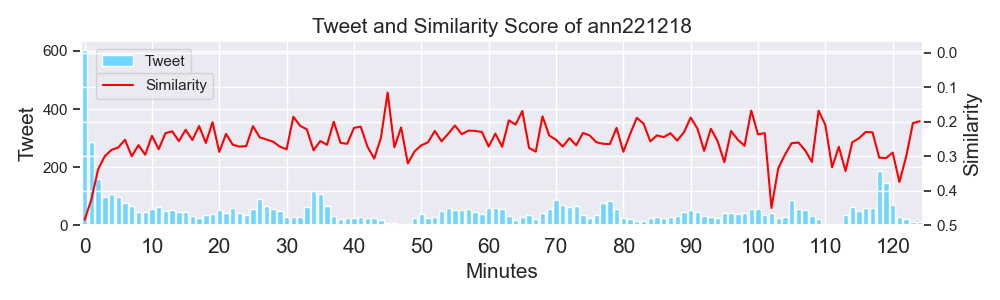 Tweet and Similarity Score of ann221218
Tweet
Similarity
Tweet
600
400
200
0
0.0
0.1
0.2
0.3
0.4
0.5
Similarity
0 10 20 30 40 50 60 70 80 90 100 110 120
Minutes